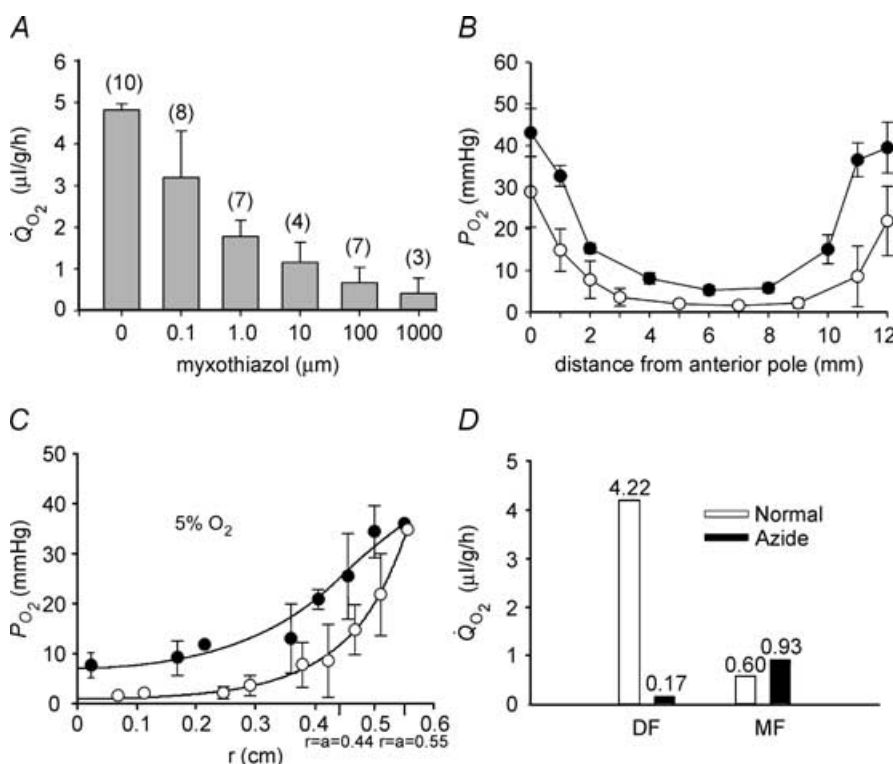 A
Q̇O₂ (µl/g/h)
6
5
4
3
2
1
0
(10)
(8)
(7)
(4)
(7)
(3)
0 0.1 1.0 10 100 1000
myxothiazol (µm)
B
PO₂ (mmHg)
60
50
40
30
20
10
0
0 2 4 6 8 10 12
distance from anterior pole (mm)
C
PO₂ (mmHg)
50
40
30
20
10
0
5% O₂
0 0.1 0.2 0.3 0.4 0.5 0.6
r=a=0.44 r=a=0.55
r (cm)
D
Q̇O₂ (µl/g/h)
5
4
3
2
1
0
4.22
0.17
0.60
0.93
Normal
Azide
DF MF